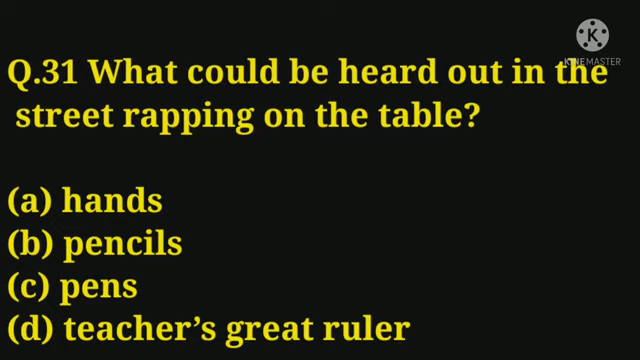 K
KINEMASTER
Q.31 What could be heard out in the
street rapping on the table?
(a) hands
(b) pencils
(c) pens
(d) teacher’s great ruler